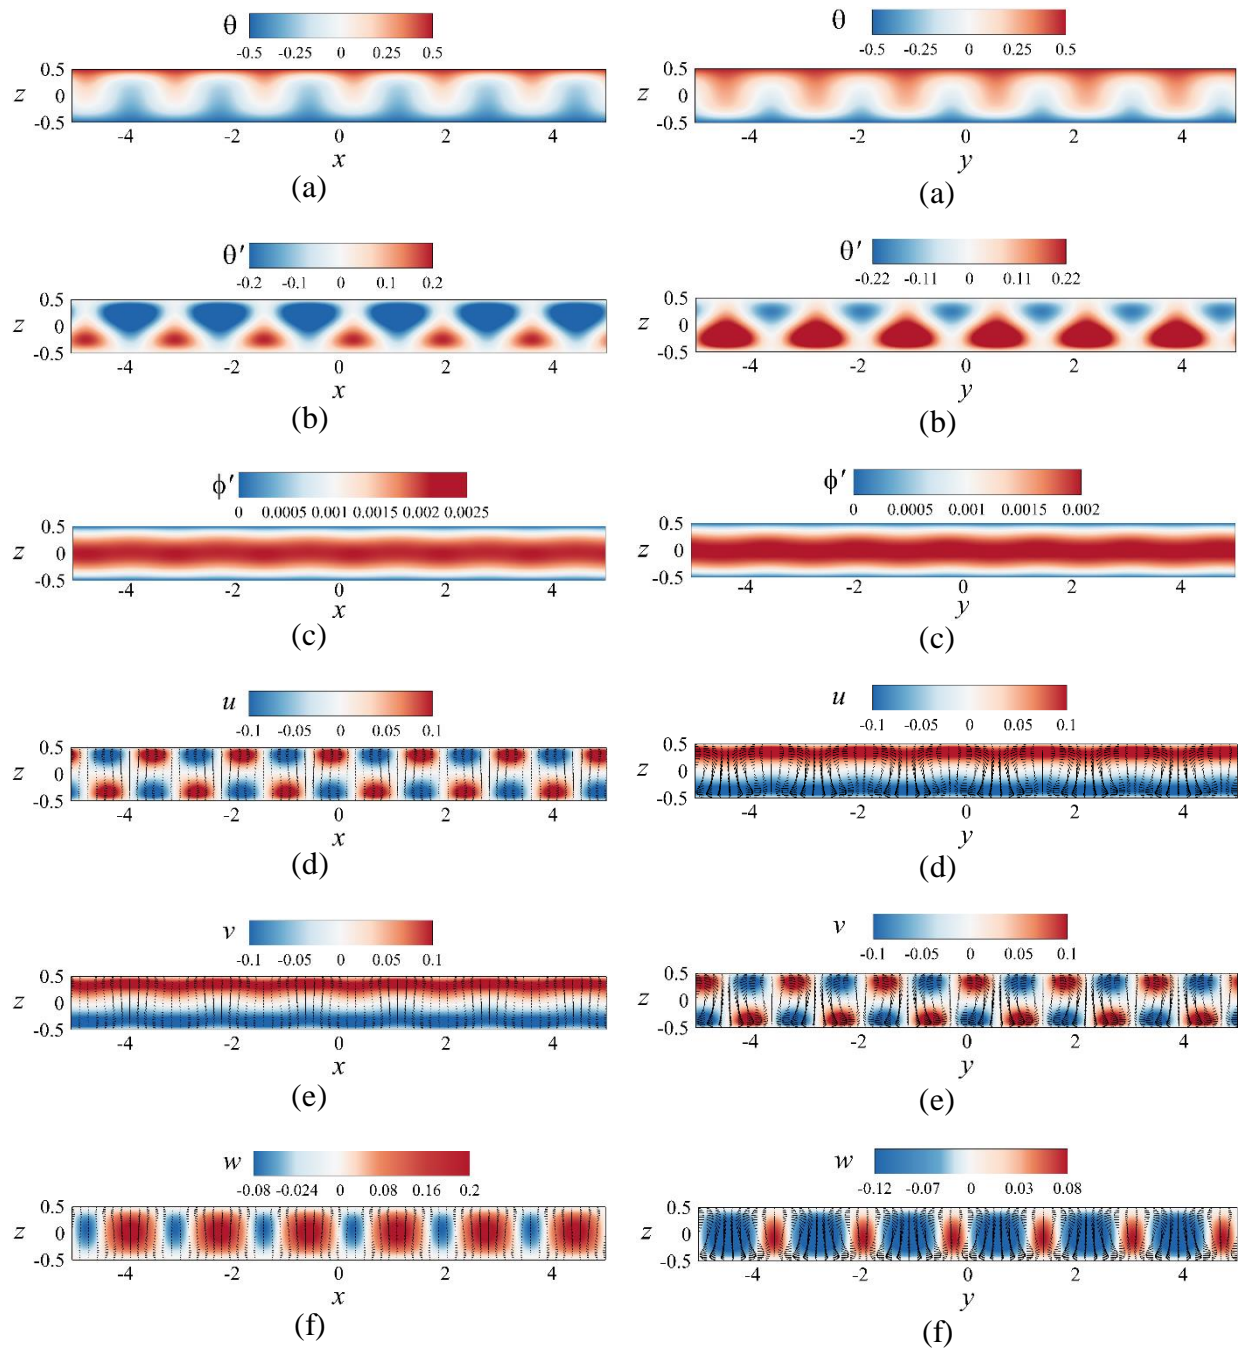 θ
-0.5 -0.25 0 0.25 0.5
0.5
z 0
-0.5
-4 -2 0 2 4
x
(a)
θ′
-0.2 -0.1 0 0.1 0.2
0.5
z 0
-0.5
-4 -2 0 2 4
x
(b)
ϕ′
0 0.0005 0.001 0.0015 0.002 0.0025
0.5
z 0
-0.5
-4 -2 0 2 4
x
(c)
u
-0.1 -0.05 0 0.05 0.1
0.5
z 0
-0.5
-4 -2 0 2 4
x
(d)
v
-0.1 -0.05 0 0.05 0.1
0.5
z 0
-0.5
-4 -2 0 2 4
x
(e)
w
-0.08 -0.024 0 0.08 0.16 0.2
0.5
z 0
-0.5
-4 -2 0 2 4
x
(f)
θ
-0.5 -0.25 0 0.25 0.5
0.5
z 0
-0.5
-4 -2 0 2 4
y
(a)
θ′
-0.22 -0.11 0 0.11 0.22
0.5
z 0
-0.5
-4 -2 0 2 4
y
(b)
ϕ′
0 0.0005 0.001 0.0015 0.002
0.5
z 0
-0.5
-4 -2 0 2 4
y
(c)
u
-0.1 -0.05 0 0.05 0.1
0.5
z 0
-0.5
-4 -2 0 2 4
y
(d)
v
-0.1 -0.05 0 0.05 0.1
0.5
z 0
-0.5
-4 -2 0 2 4
y
(e)
w
-0.12 -0.07 0 0.03 0.08
0.5
z 0
-0.5
-4 -2 0 2 4
y
(f)